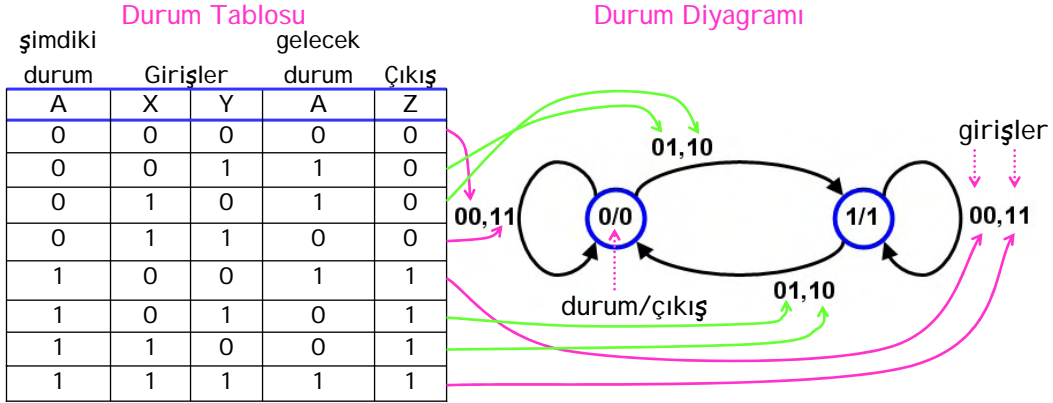 Durum Tablosu
Durum Diyagramı
şimdiki gelecek
durum Girişler durum Çıkış
A X Y A Z
0 0 0 0 0
0 0 1 1 0
0 1 0 1 0
0 1 1 0 0
1 0 0 1 1
1 0 1 0 1
1 1 0 0 1
1 1 1 1 1
01,10
girişler
00,11
0/0
1/1
00,11
01,10
durum/çıkış